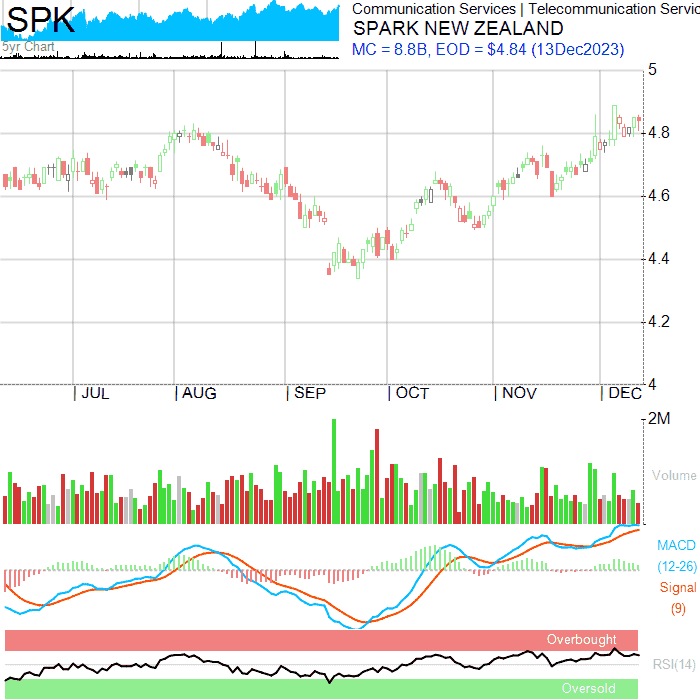 SPK
5yr Chart
Communication Services | Telecommunication Servic
SPARK NEW ZEALAND
MC = 8.8B, EOD = $4.84 (13Dec2023)
5
4.8
4.6
4.4
4.2
4
| JUL | AUG | SEP | OCT | NOV | DEC
2M
Volume
MACD
(12-26)
Signal
(9)
Overbought
RSI(14)
Oversold